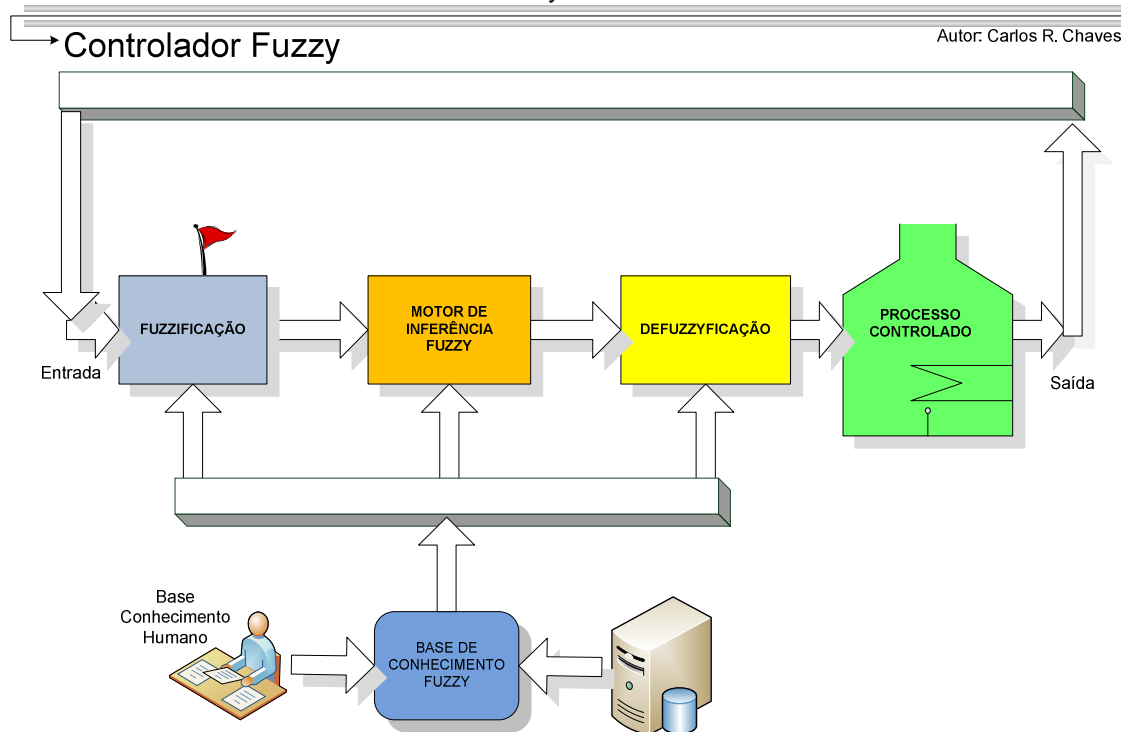 Controlador Fuzzy
Autor: Carlos R. Chaves
FUZZIFICAÇÃO
MOTOR DE
INFERÊNCIA
FUZZY
DEFUZZYFICAÇÃO
PROCESSO
CONTROLADO
Entrada
Saída
Base
Conhecimento
Humano
BASE DE
CONHECIMENTO
FUZZY